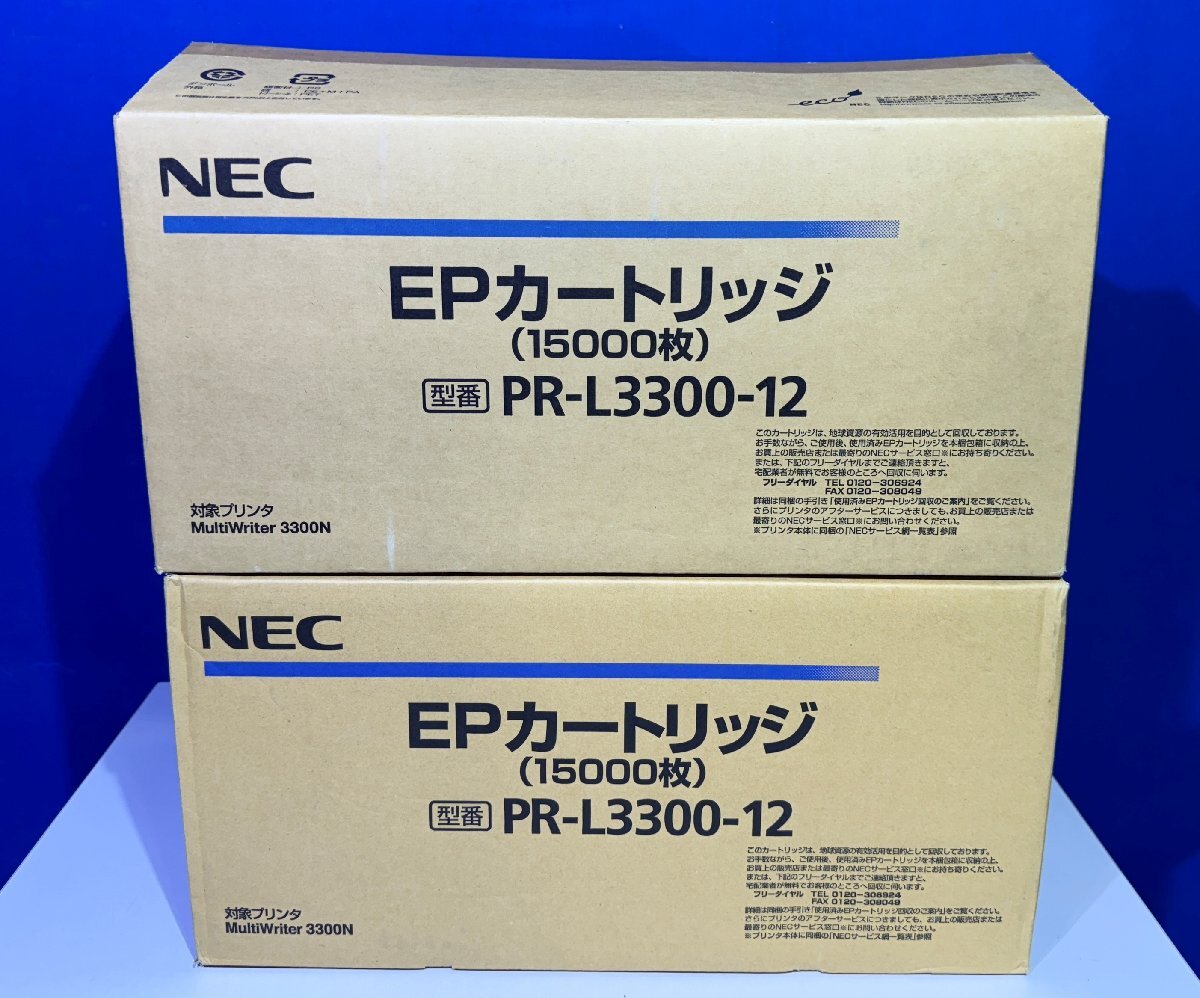 ダンボール
外箱
eco
NEC
NEC
EPカートリッジ
(15000枚)
型番 PR-L3300-12
このカートリッジは、地球資源の有効活用を目的として回収しております。
お手数ながら、ご使用後、使用済みEPカートリッジを本梱包箱に収納の上、
お買上の販売店または最寄りのNECサービス窓口※にお持ち寄りください。
または、下記のフリーダイヤルまでご連絡頂きますと、
宅配業者が無料でお客様のところへ回収に伺います。
フリーダイヤル TEL 0120-306924
FAX 0120-308049
詳細は同梱の手引き「使用済みEPカートリッジ回収のご案内」をご覧ください。
さらにプリンタのアフターサービスにつきましても、お買上の販売店または
最寄りのNECサービス窓口※にお問い合わせください。
※プリンタ本体に同梱の「NECサービス網一覧表」参照
対象プリンタ
MultiWriter 3300N
NEC
EPカートリッジ
(15000枚)
型番 PR-L3300-12
このカートリッジは、地球資源の有効活用を目的として回収しております。
お手数ながら、ご使用後、使用済みEPカートリッジを本梱包箱に収納の上、
お買上の販売店または最寄りのNECサービス窓口※にお持ち寄りください。
または、下記のフリーダイヤルまでご連絡頂きますと、
宅配業者が無料でお客様のところへ回収に伺います。
フリーダイヤル TEL 0120-306924
FAX 0120-308049
詳細は同梱の手引き「使用済みEPカートリッジ回収のご案内」をご覧ください。
さらにプリンタのアフターサービスにつきましても、お買上の販売店または
最寄りのNECサービス窓口※にお問い合わせください。
※プリンタ本体に同梱の「NECサービス網一覧表」参照
対象プリンタ
MultiWriter 3300N